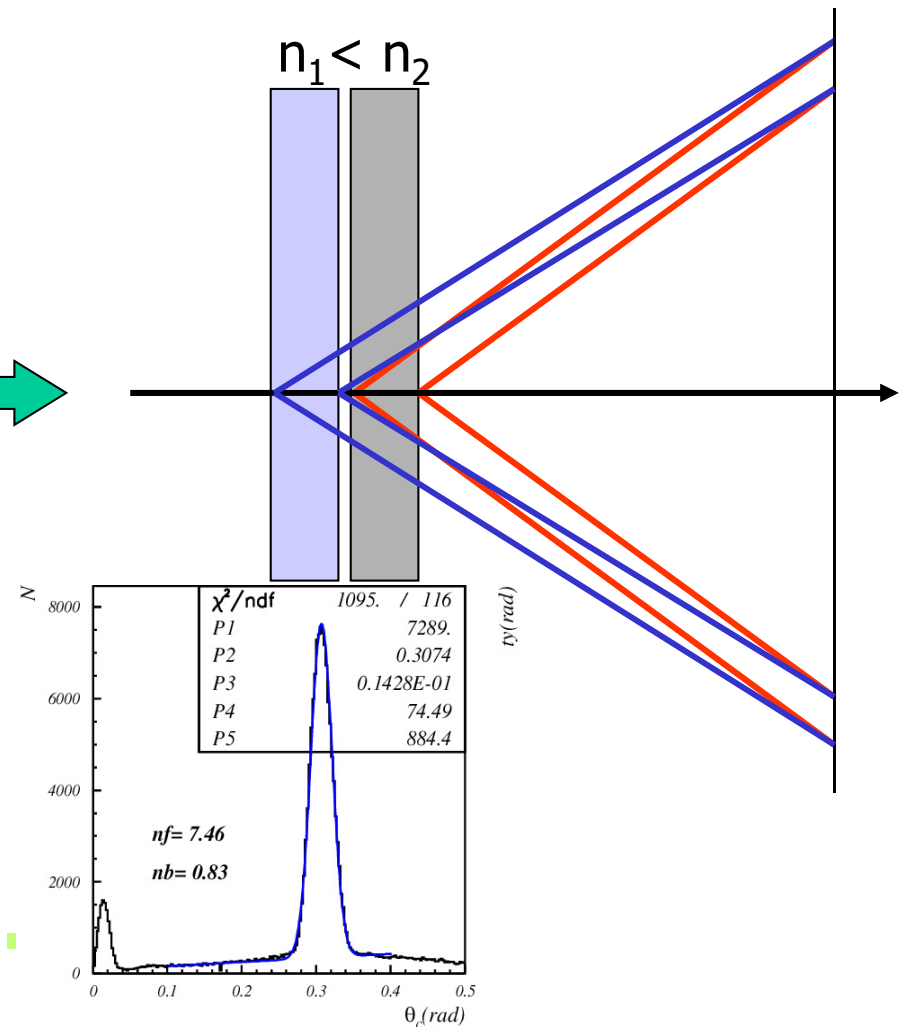 n₁< n₂
N
ty(rad)
χ²/ndf 1095. / 116
P1 7289.
P2 0.3074
P3 0.1428E-01
P4 74.49
P5 884.4
8000
6000
4000
2000
0
nf= 7.46
nb= 0.83
0 0.1 0.2 0.3 0.4 0.5
θc(rad)